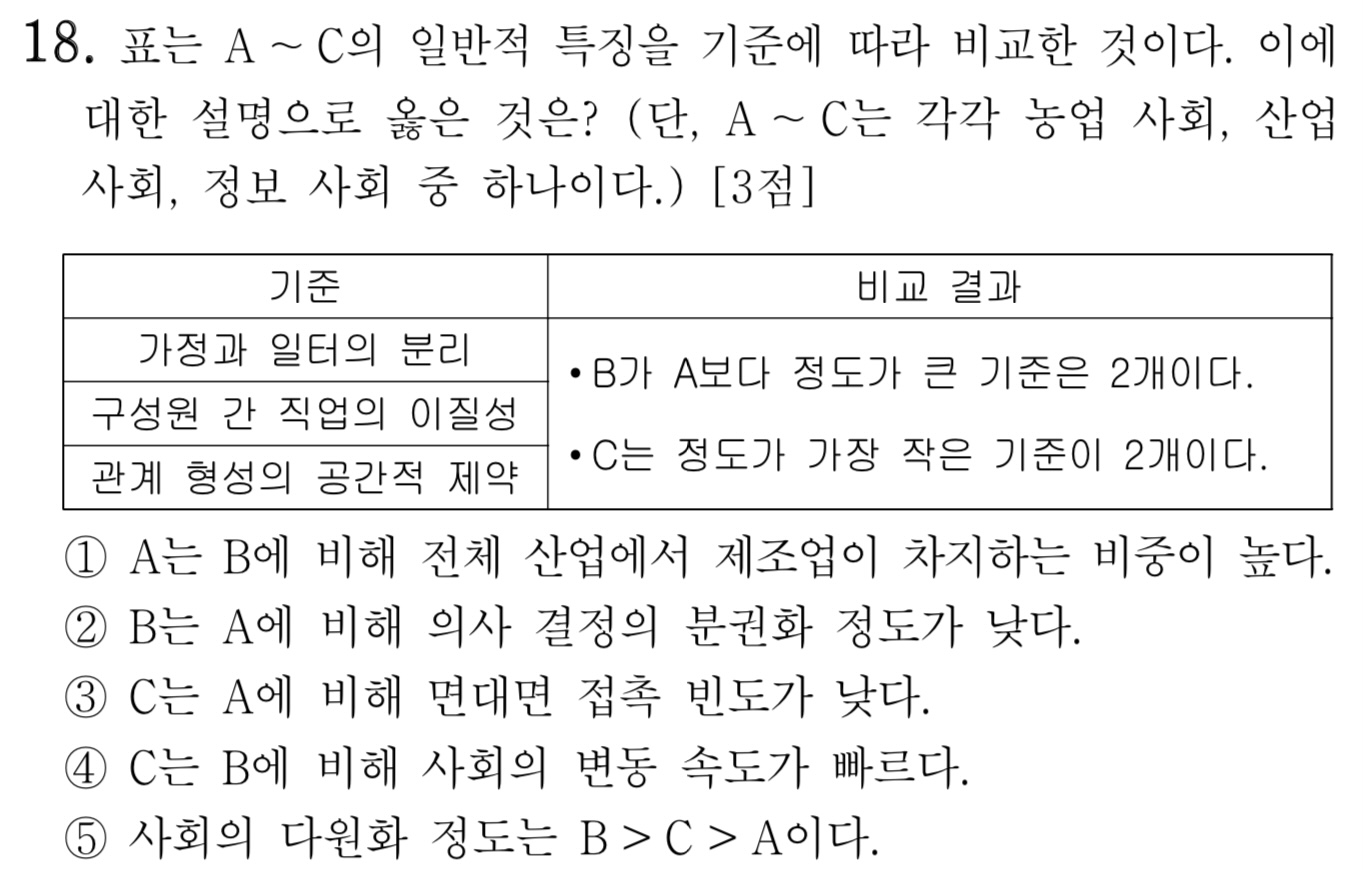 18. 표는 A ~ C의 일반적 특징을 기준에 따라 비교한 것이다. 이에
대한 설명으로 옳은 것은? (단, A ~ C는 각각 농업 사회, 산업
사회, 정보 사회 중 하나이다.) [3점]
기준
비교 결과
가정과 일터의 분리
구성원 간 직업의 이질성
관계 형성의 공간적 제약
• B가 A보다 정도가 큰 기준은 2개이다.
• C는 정도가 가장 작은 기준이 2개이다.
① A는 B에 비해 전체 산업에서 제조업이 차지하는 비중이 높다.
② B는 A에 비해 의사 결정의 분권화 정도가 낮다.
③ C는 A에 비해 면대면 접촉 빈도가 낮다.
④ C는 B에 비해 사회의 변동 속도가 빠르다.
⑤ 사회의 다원화 정도는 B > C > A이다.